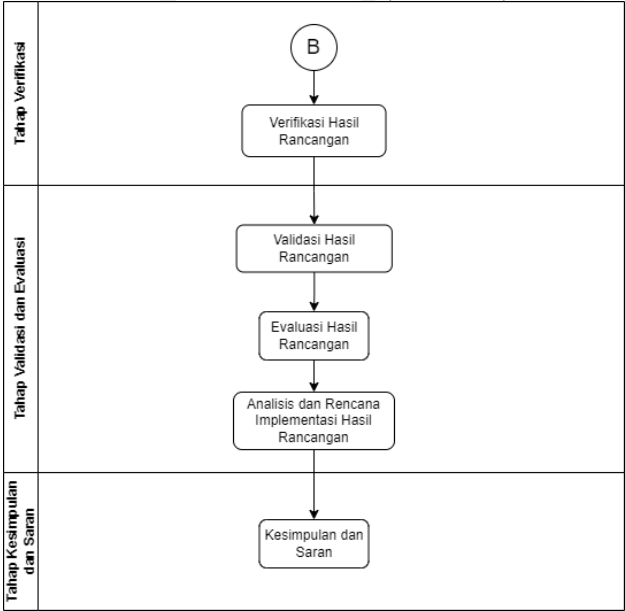 Tahap Verifikasi
B
Verifikasi Hasil
Rancangan
Tahap Validasi dan Evaluasi
Validasi Hasil
Rancangan
Evaluasi Hasil
Rancangan
Analisis dan Rencana
Implementasi Hasil
Rancangan
Tahap Kesimpulan
dan Saran
Kesimpulan dan
Saran